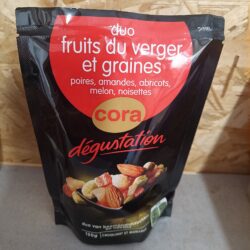 duo
fruits du verger
et graines
poires, amandes, abricots,
melon, noisettes
cora
dégustation